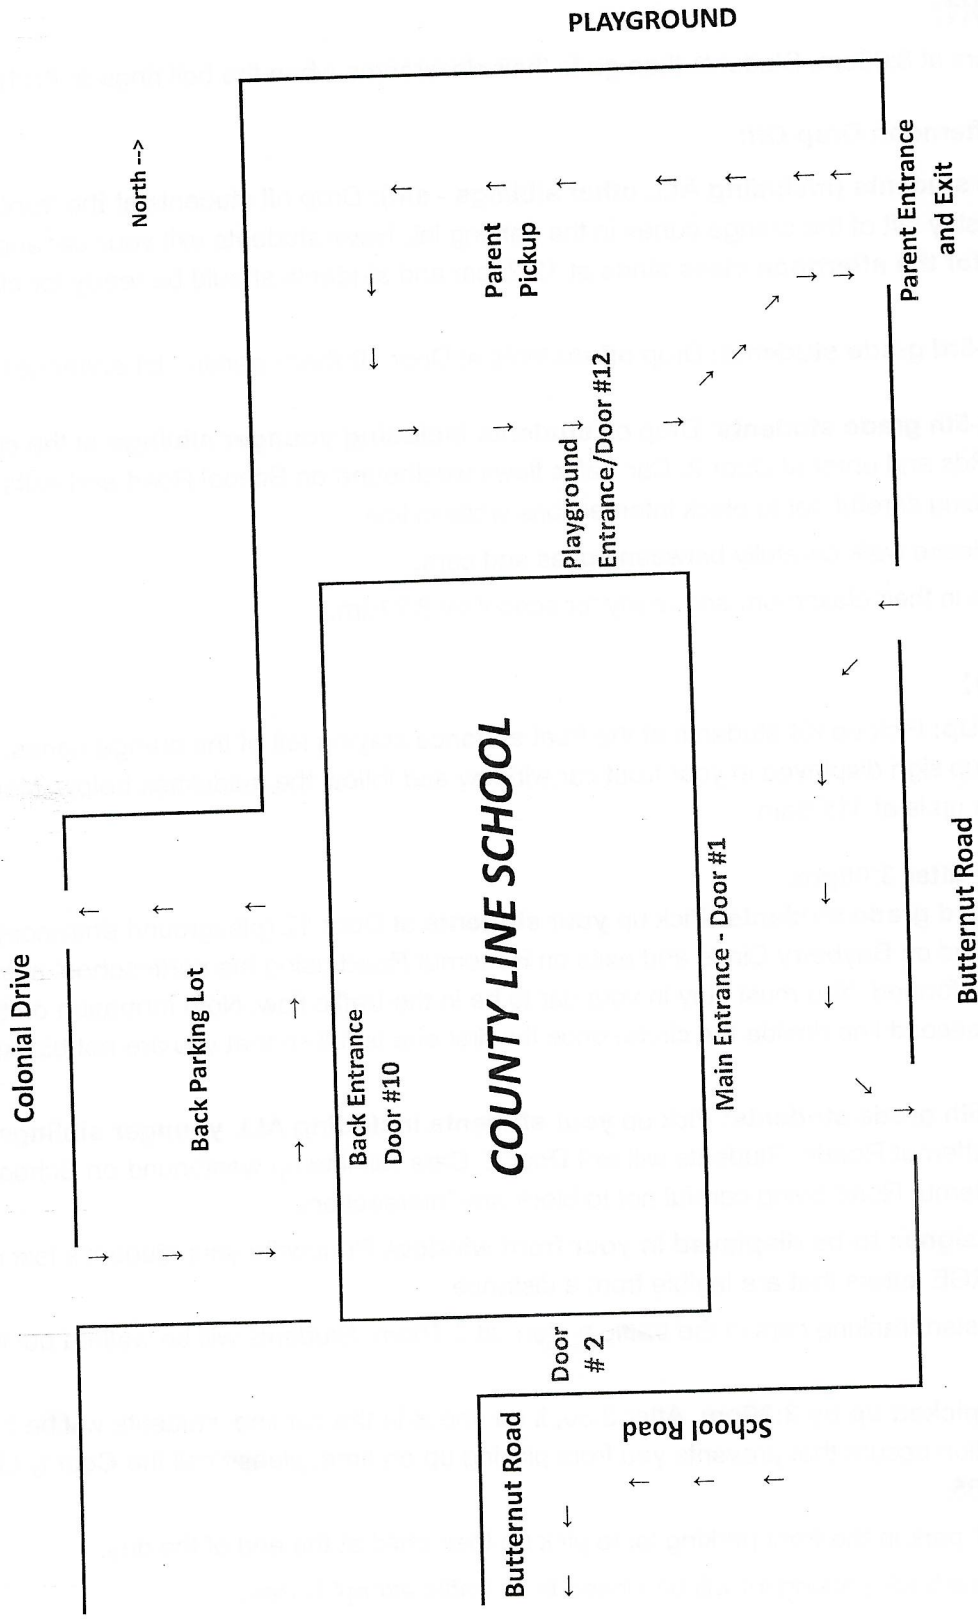 PLAYGROUND
North -->
Parent Entrance
and Exit
Parent
Pickup
Playground
Entrance/Door #12
Colonial Drive
Back Parking Lot
Back Entrance
Door #10
COUNTY LINE SCHOOL
Main Entrance - Door #1
Butternut Road
Door
# 2
School Road
Butternut Road